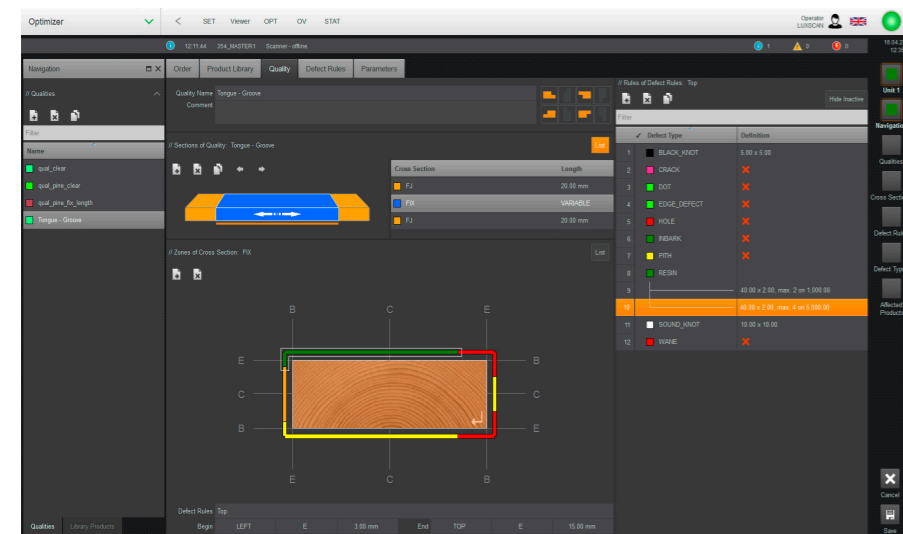 Optimizer
SET Viewer OPT OV STAT
Operator
LUXSCAN
12:11:44 354_MASTER1 Scanner - offline
1 0 0
Navigation
Order Product Library Quality Defect Rules Parameters
// Qualities
Filter
Name
qual_clear
qual_pine_clear
qual_pine_fix_length
Tongue - Groove
Qualities Library Products
Quality Name Tongue - Groove
Comment
// Sections of Quality: Tongue - Groove
List
Cross Section Length
FJ 20.00 mm
FIX VARIABLE
FJ 20.00 mm
// Zones of Cross Section: FIX
List
B C E
E B
C C
B E
E C B
Defect Rules Top
Begin LEFT E 3.00 mm End TOP E 15.00 mm
// Rules of Defect Rules: Top
Hide Inactive
Filter
Defect Type Definition
1 BLACK_KNOT 5.00 x 5.00
2 CRACK
3 DOT
4 EDGE_DEFECT
5 HOLE
6 INBARK
7 PITH
8 RESIN
9 40.00 x 2.00, max. 2 on 1,000.00
10 40.00 x 2.00, max. 4 on 5,000.00
11 SOUND_KNOT 10.00 x 10.00
12 WANE
Unit 1
Navigatio
Qualities
Cross Secti
Defect Rul
Defect Typ
Affected
Products
Cancel
Save